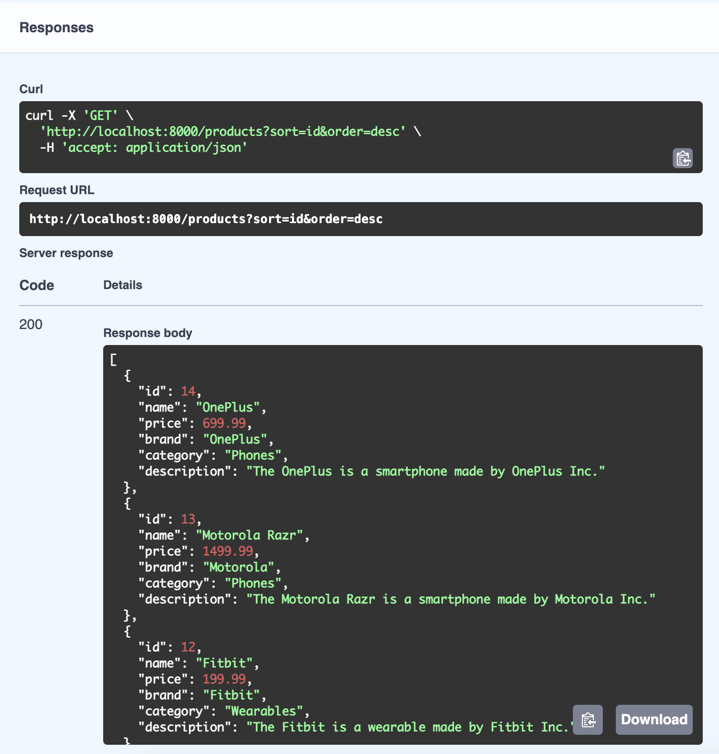 Responses
Curl
curl -X 'GET' \
  'http://localhost:8000/products?sort=id&order=desc' \
  -H 'accept: application/json'
Request URL
http://localhost:8000/products?sort=id&order=desc
Server response
Code Details
200
Response body
[
  {
    "id": 14,
    "name": "OnePlus",
    "price": 699.99,
    "brand": "OnePlus",
    "category": "Phones",
    "description": "The OnePlus is a smartphone made by OnePlus Inc."
  },
  {
    "id": 13,
    "name": "Motorola Razr",
    "price": 1499.99,
    "brand": "Motorola",
    "category": "Phones",
    "description": "The Motorola Razr is a smartphone made by Motorola Inc."
  },
  {
    "id": 12,
    "name": "Fitbit",
    "price": 199.99,
    "brand": "Fitbit",
    "category": "Wearables",
    "description": "The Fitbit is a wearable made by Fitbit Inc."
  }
Download